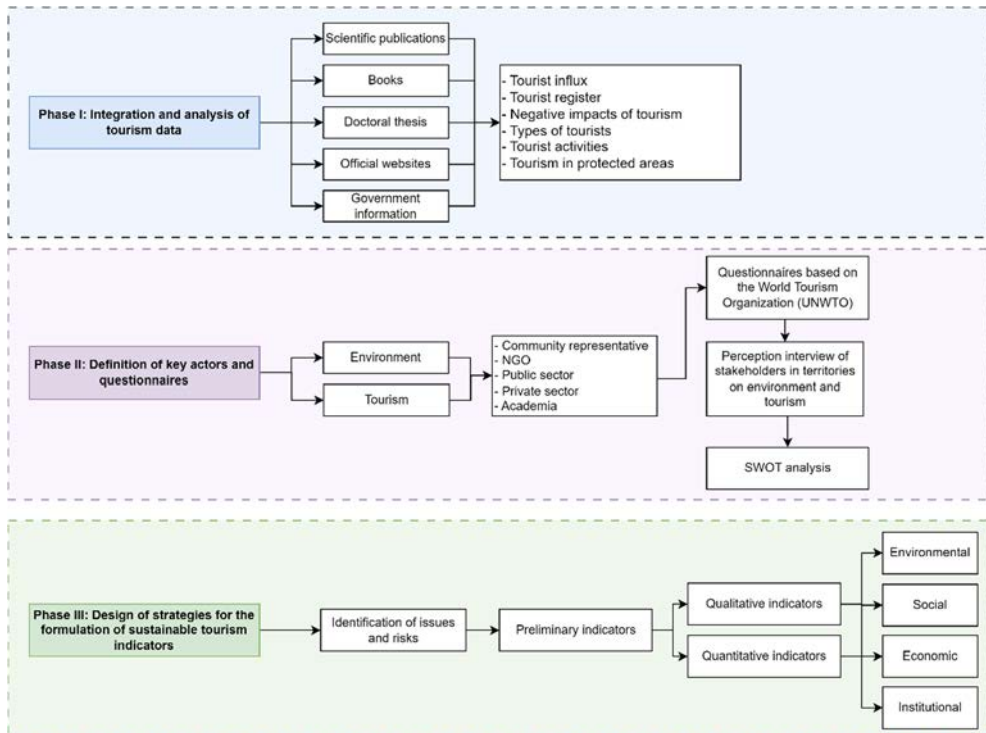 Phase I: Integration and analysis of
tourism data
Scientific publications
Books
Doctoral thesis
Official websites
Government
information
- Tourist influx
- Tourist register
- Negative impacts of tourism
- Types of tourists
- Tourist activities
- Tourism in protected areas
Phase II: Definition of key actors and
questionnaires
Environment
Tourism
- Community representative
- NGO
- Public sector
- Private sector
- Academia
Questionnaires based on
the World Tourism
Organization (UNWTO)
Perception interview of
stakeholders in territories
on environment and
tourism
SWOT analysis
Phase III: Design of strategies for the
formulation of sustainable tourism
indicators
Identification of issues
and risks
Preliminary indicators
Qualitative indicators
Quantitative indicators
Environmental
Social
Economic
Institutional